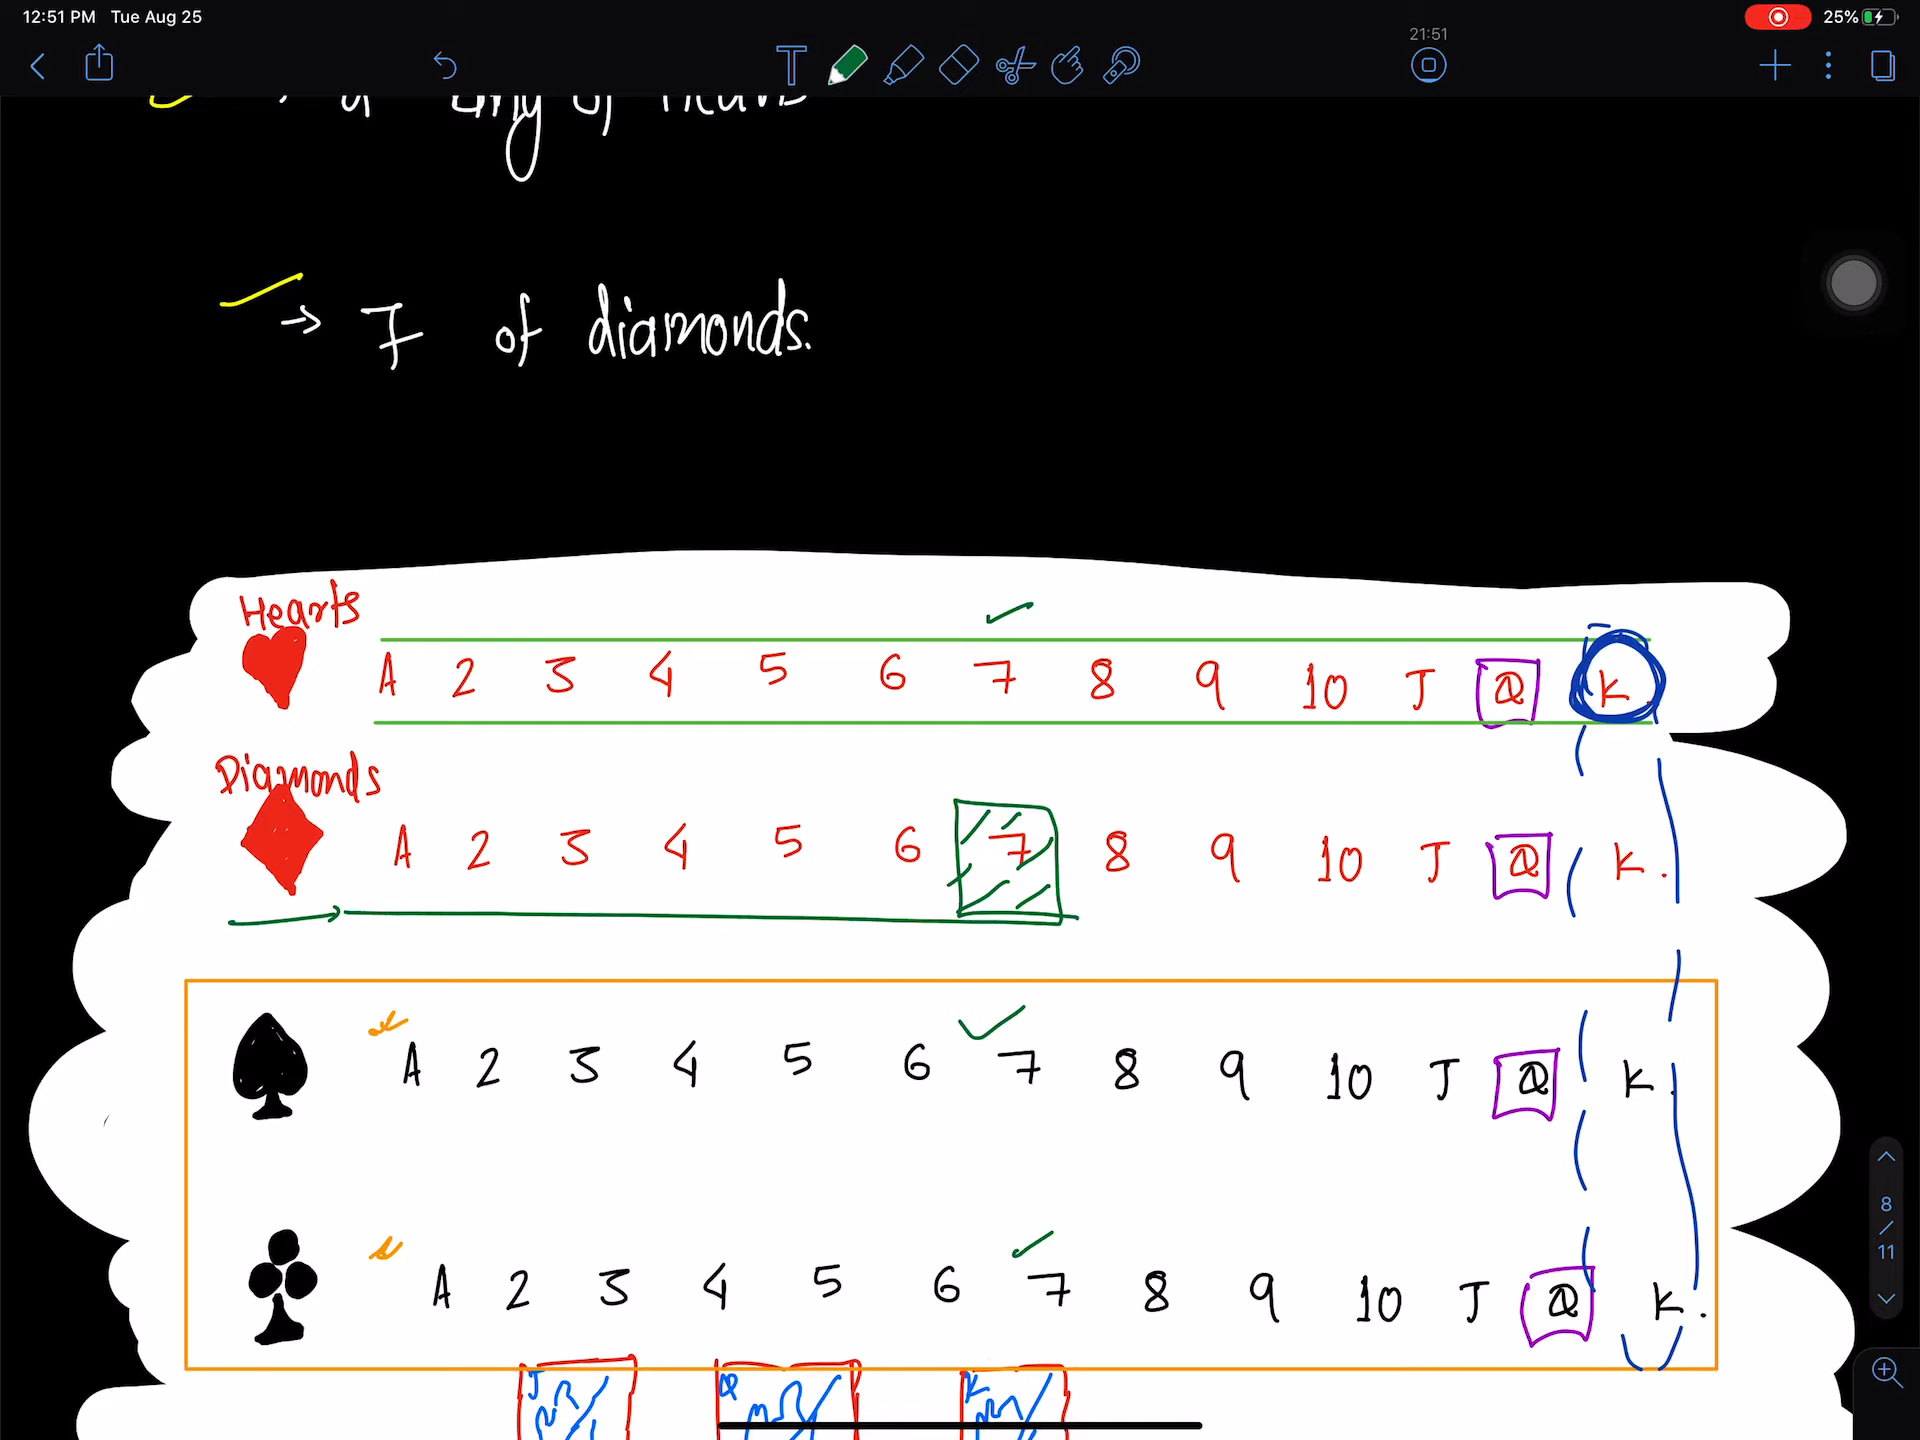 12:51 PM Tue Aug 25
25%
21:51
T
→ 7 of diamonds.
Hearts
A 2 3 4 5 6 7 8 9 10 J Q K
Diamonds
A 2 3 4 5 6 7 8 9 10 J Q K.
A 2 3 4 5 6 7 8 9 10 J Q K.
A 2 3 4 5 6 7 8 9 10 J Q K.
8
/
11
J Q K